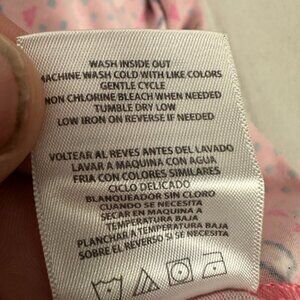 WASH INSIDE OUT
MACHINE WASH COLD WITH LIKE COLORS
GENTLE CYCLE
NON CHLORINE BLEACH WHEN NEEDED
TUMBLE DRY LOW
LOW IRON ON REVERSE IF NEEDED
VOLTEAR AL REVES ANTES DEL LAVADO
LAVAR A MAQUINA CON AGUA
FRIA CON COLORES SIMILARES
CICLO DELICADO
BLANQUEADOR SIN CLORO
CUANDO SE NECESITA
SECAR EN MAQUINA A
TEMPERATURA BAJA
PLANCHAR A TEMPERATURA BAJA
SOBRE EL REVERSO SI SE NECESITA